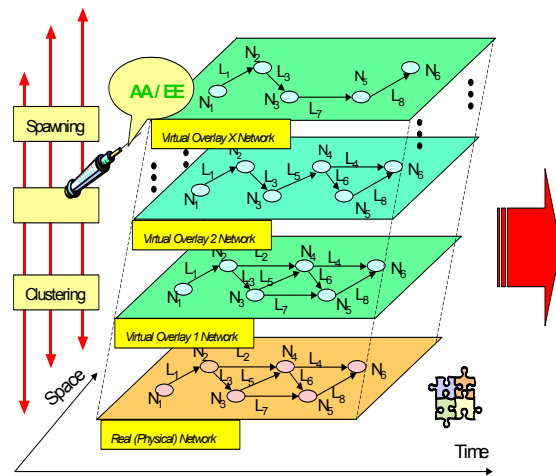 N2
N6
L1
L3
N5
AA / EE
N1
N3
L8
L7
Spawning
Virtual Overlay X Network
N2
N4
L4
N6
L5
L3
L6
N1
N3
N5
L8
Virtual Overlay 2 Network
N2
L2
N4
L4
L1
N6
L3
L5
L6
Clustering
N1
N3
L7
N5
L8
Virtual Overlay 1 Network
N2
L2
N4
L4
N6
L1
L3
L5
L6
N1
N3
L7
N5
L8
Space
Real (Physical) Network
Time